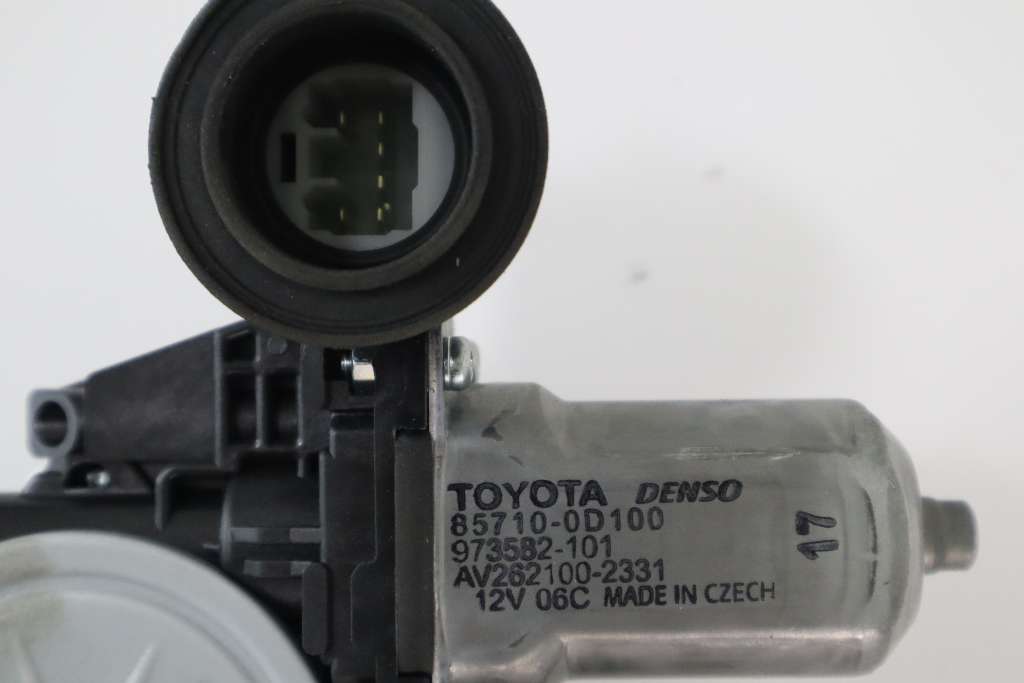 TOYOTA DENSO
85710-0D100
973582-101
AV262100-2331
12V 06C MADE IN CZECH
17